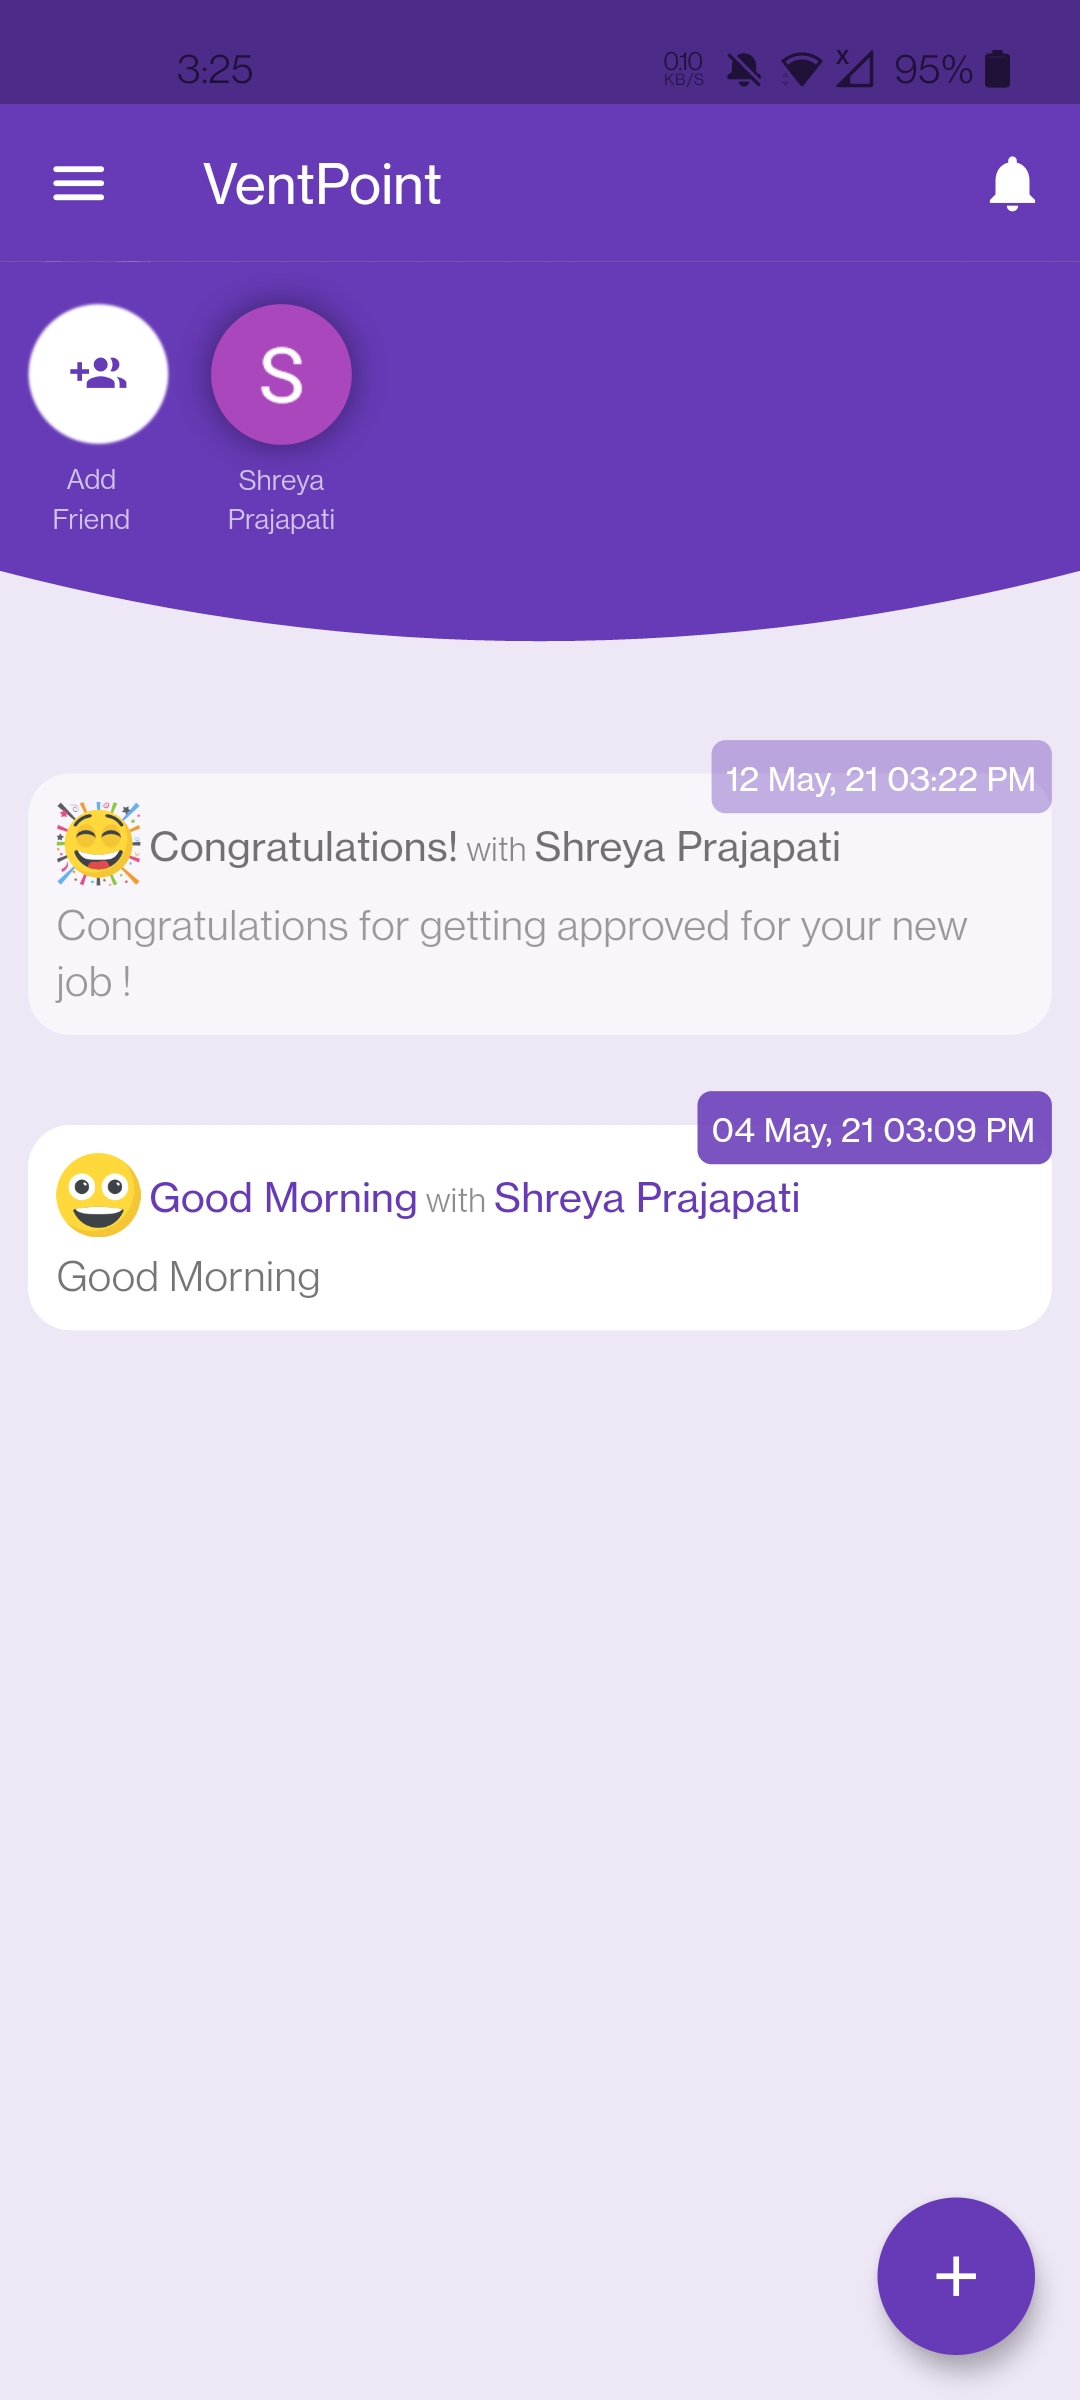 3:25
0.10
KB/S
X
95%
VentPoint
S
Add
Friend
Shreya
Prajapati
12 May, 21 03:22 PM
Congratulations! with Shreya Prajapati
Congratulations for getting approved for your new
job !
04 May, 21 03:09 PM
Good Morning with Shreya Prajapati
Good Morning